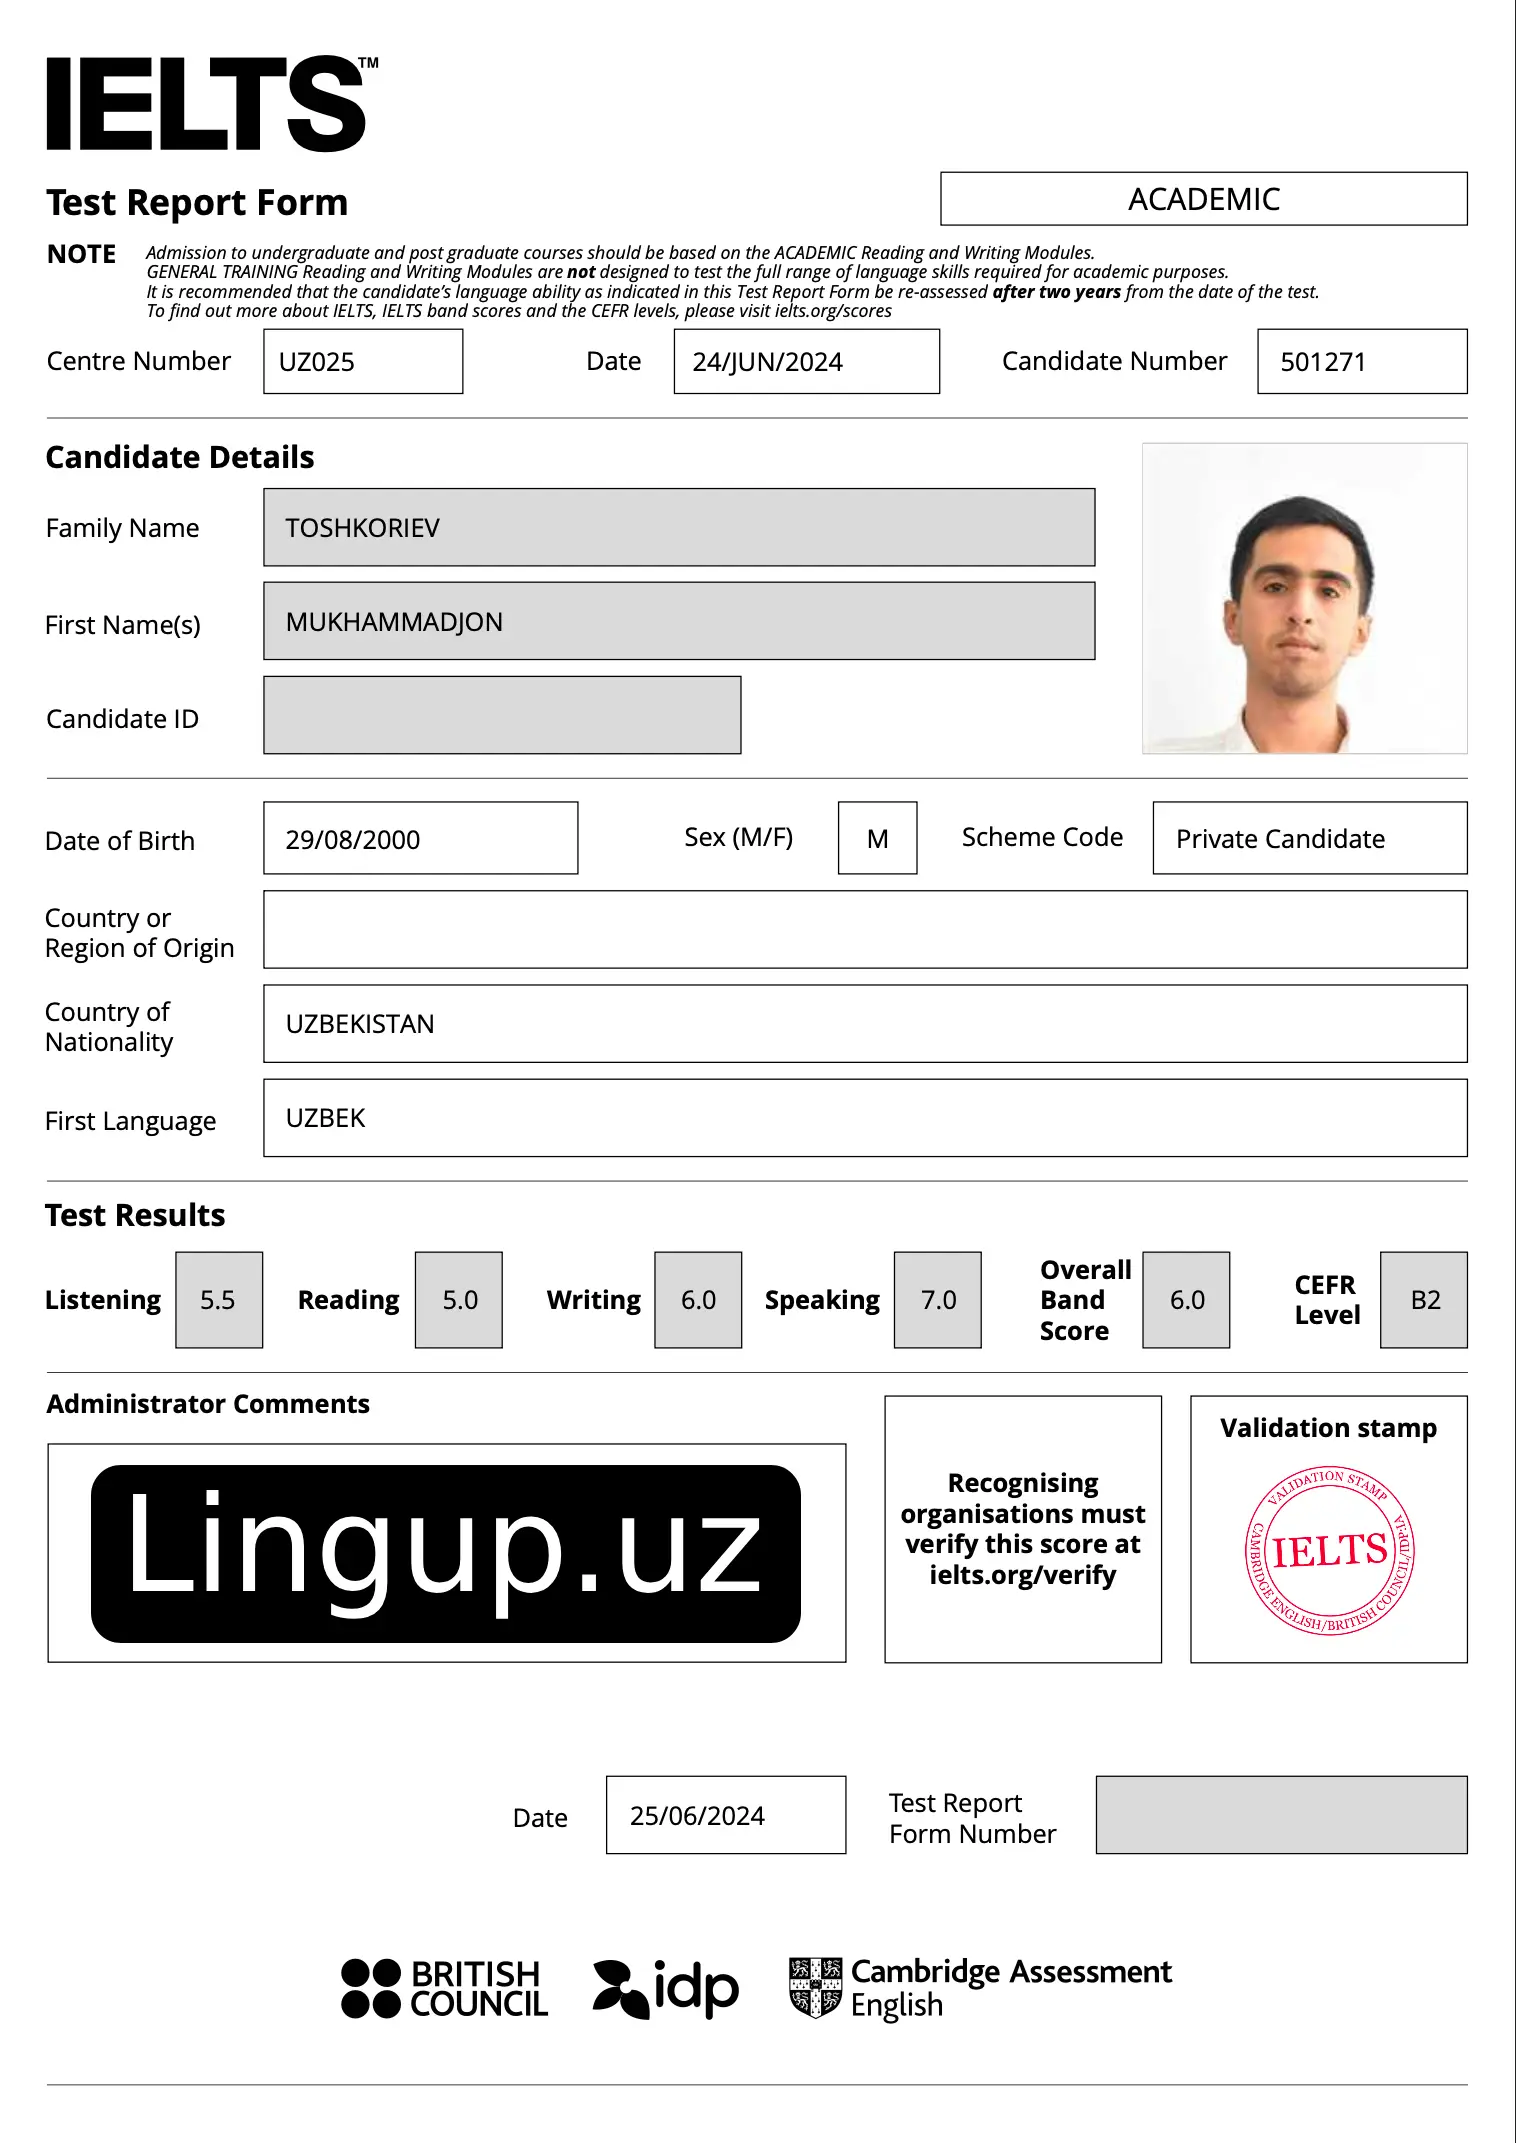 IELTS™
Test Report Form
ACADEMIC
NOTE
Admission to undergraduate and post graduate courses should be based on the ACADEMIC Reading and Writing Modules.
GENERAL TRAINING Reading and Writing Modules are not designed to test the full range of language skills required for academic purposes.
It is recommended that the candidate's language ability as indicated in this Test Report Form be re-assessed after two years from the date of the test.
To find out more about IELTS, IELTS band scores and the CEFR levels, please visit ielts.org/scores
Centre Number UZ025 Date 24/JUN/2024 Candidate Number 501271
Candidate Details
Family Name TOSHKORIEV
First Name(s) MUKHAMMADJON
Candidate ID
Date of Birth 29/08/2000 Sex (M/F) M Scheme Code Private Candidate
Country or
Region of Origin
Country of
Nationality
UZBEKISTAN
First Language UZBEK
Test Results
Listening 5.5 Reading 5.0 Writing 6.0 Speaking 7.0
Overall
Band
Score
6.0
CEFR
Level
B2
Administrator Comments
Lingup.uz
Recognising
organisations must
verify this score at
ielts.org/verify
Validation stamp
VALIDATION STAMP
IELTS
CAMBRIDGE ENGLISH/BRITISH COUNCIL/IDP:IA
Date 25/06/2024
Test Report
Form Number
BRITISH
COUNCIL
idp
Cambridge Assessment
English